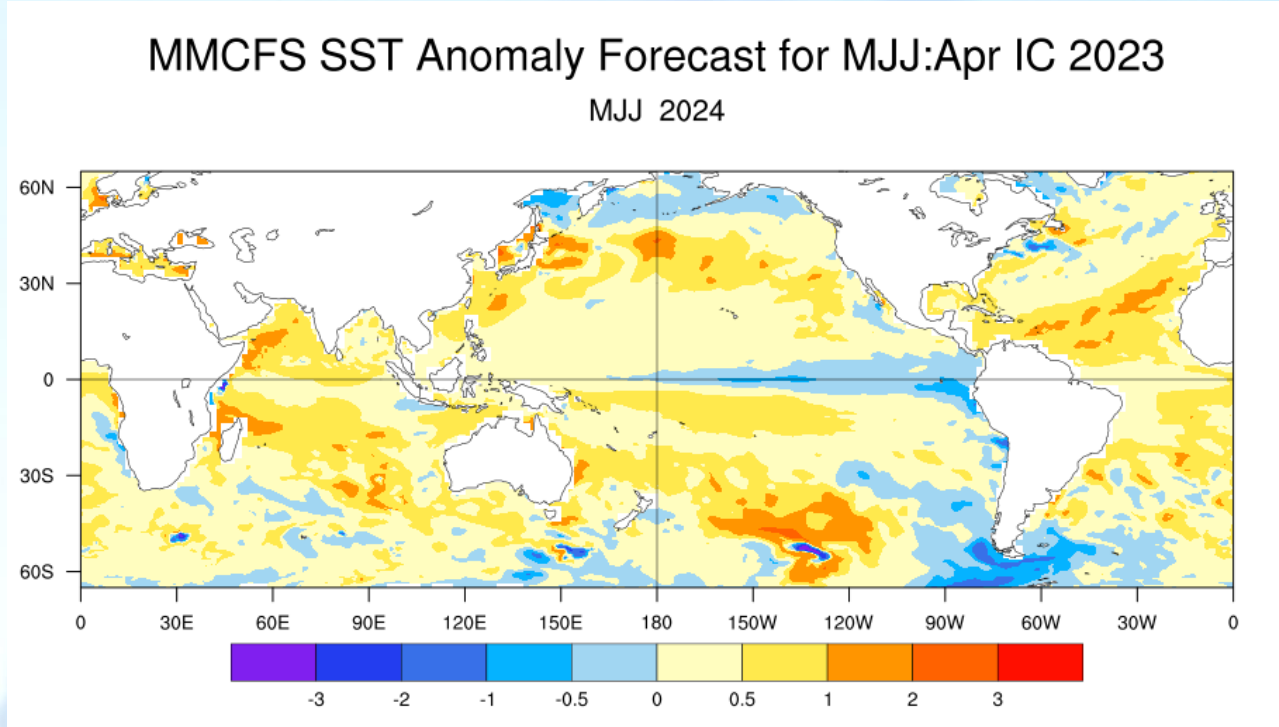 MMCFS SST Anomaly Forecast for MJJ:Apr IC 2023
MJJ 2024
60N
30N
0
30S
60S
0 30E 60E 90E 120E 150E 180 150W 120W 90W 60W 30W 0
-3 -2 -1 -0.5 0 0.5 1 2 3